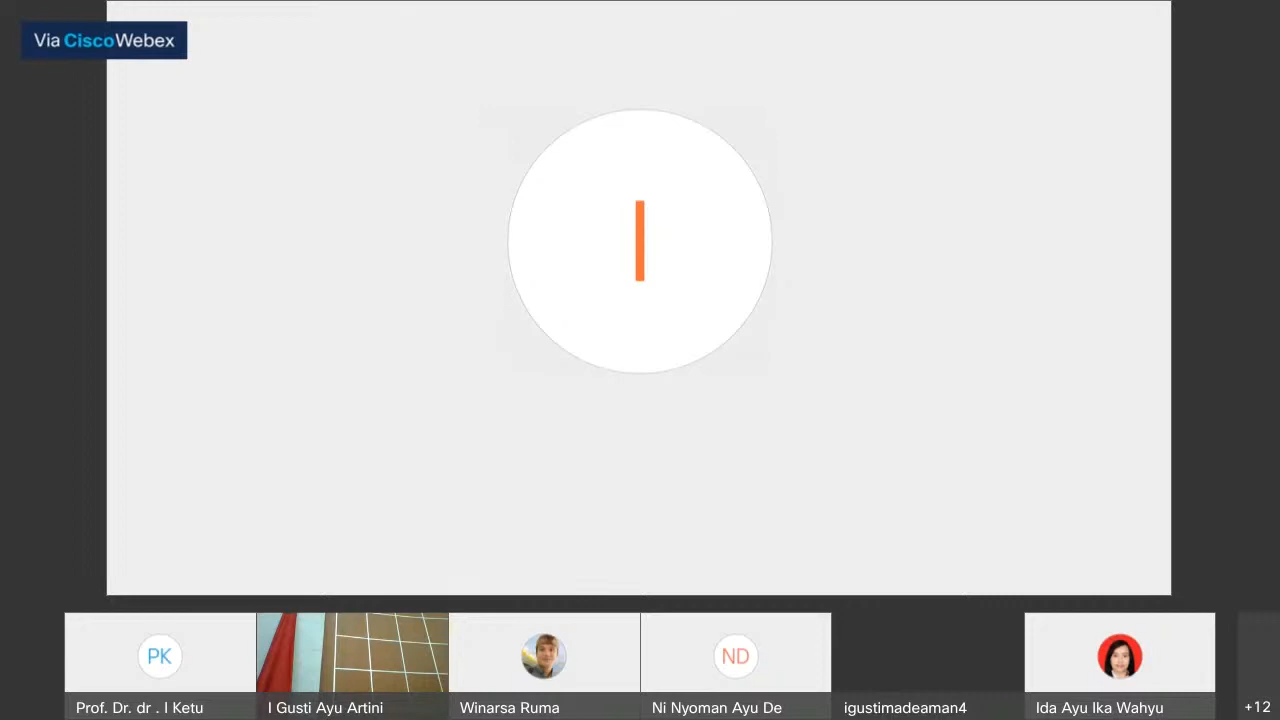 Via CiscoWebex
I
PK
ND
Prof. Dr. dr . I Ketu
I Gusti Ayu Artini
Winarsa Ruma
Ni Nyoman Ayu De
igustimadeaman4
Ida Ayu Ika Wahyu
+12